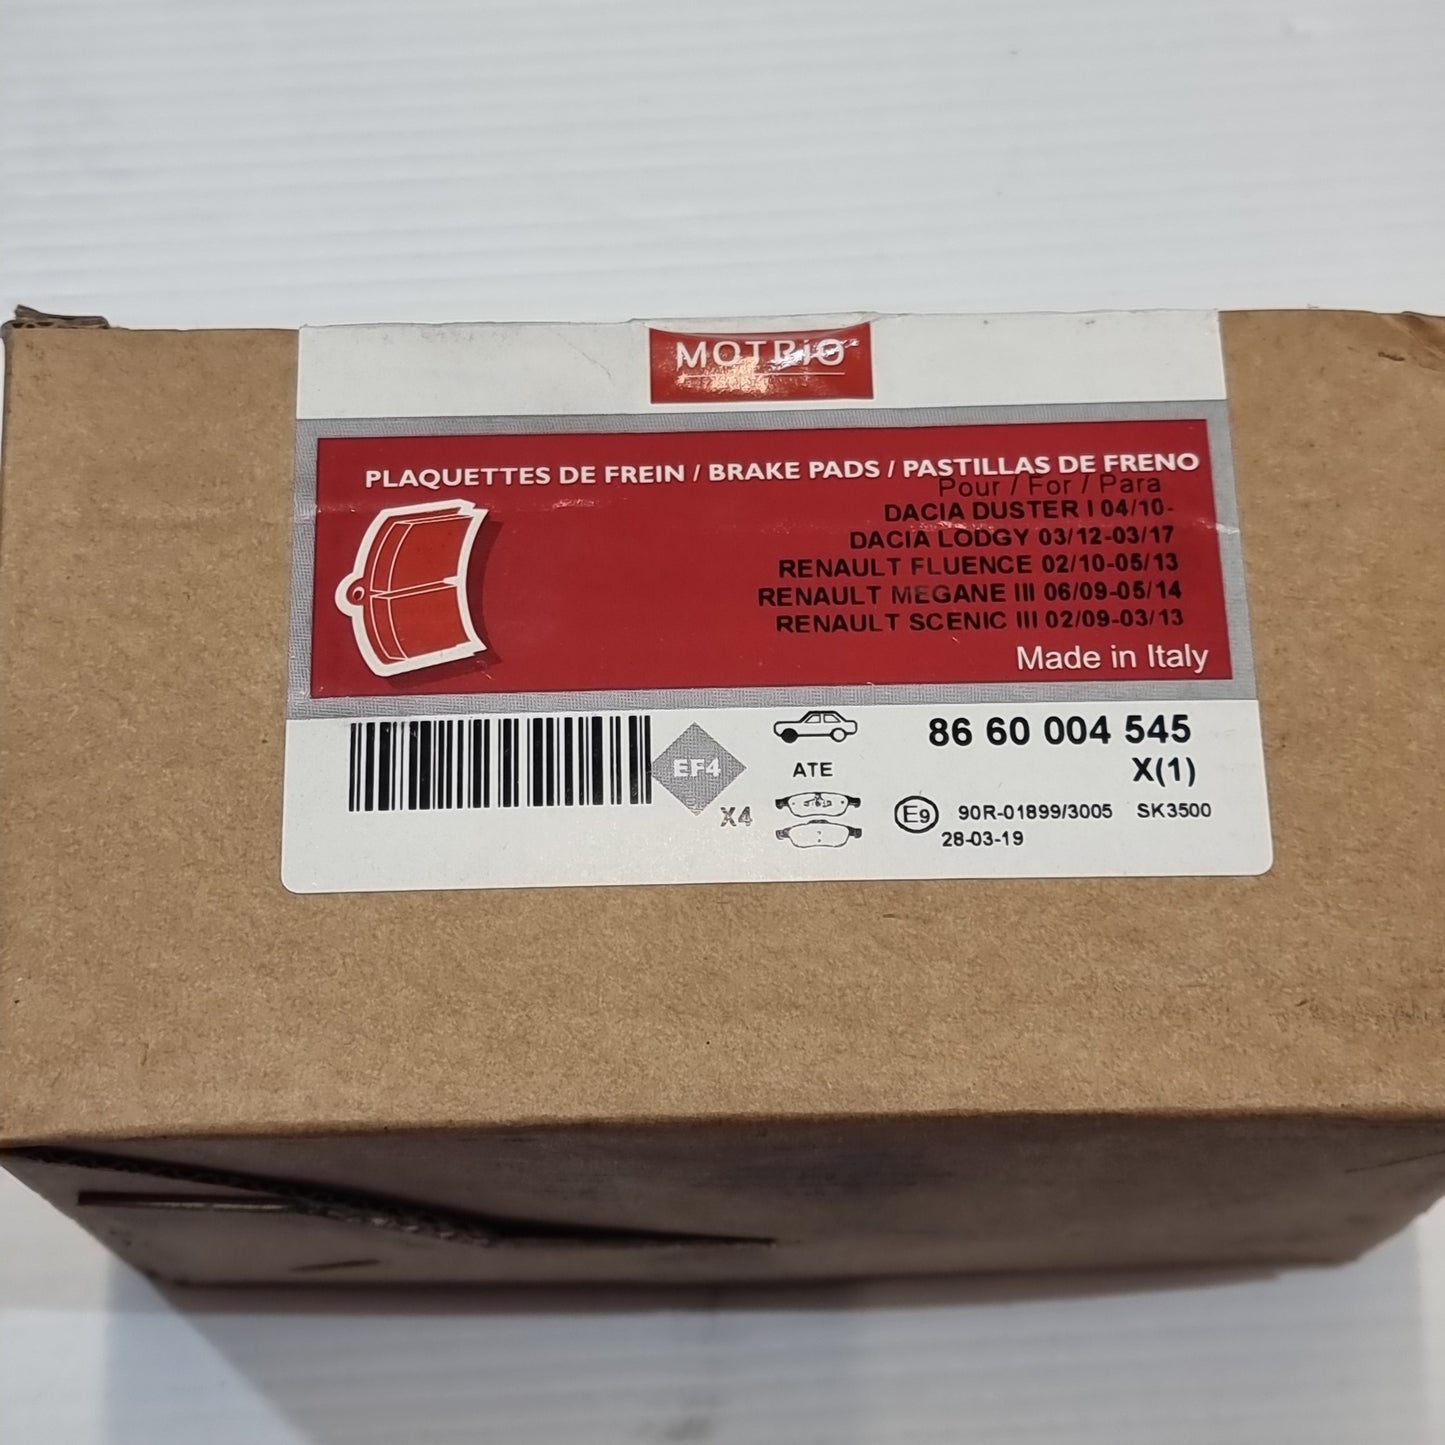 MOTRIO
PLAQUETTES DE FREIN / BRAKE PADS / PASTILLAS DE FRENO
Pour / For / Para
DACIA DUSTER I 04/10-
DACIA LODGY 03/12-03/17
RENAULT FLUENCE 02/10-05/13
RENAULT MEGANE III 06/09-05/14
RENAULT SCENIC III 02/09-03/13
Made in Italy
86 60 004 545
EF4
ATE
X(1)
X4
E9 90R-01899/3005 SK3500
28-03-19